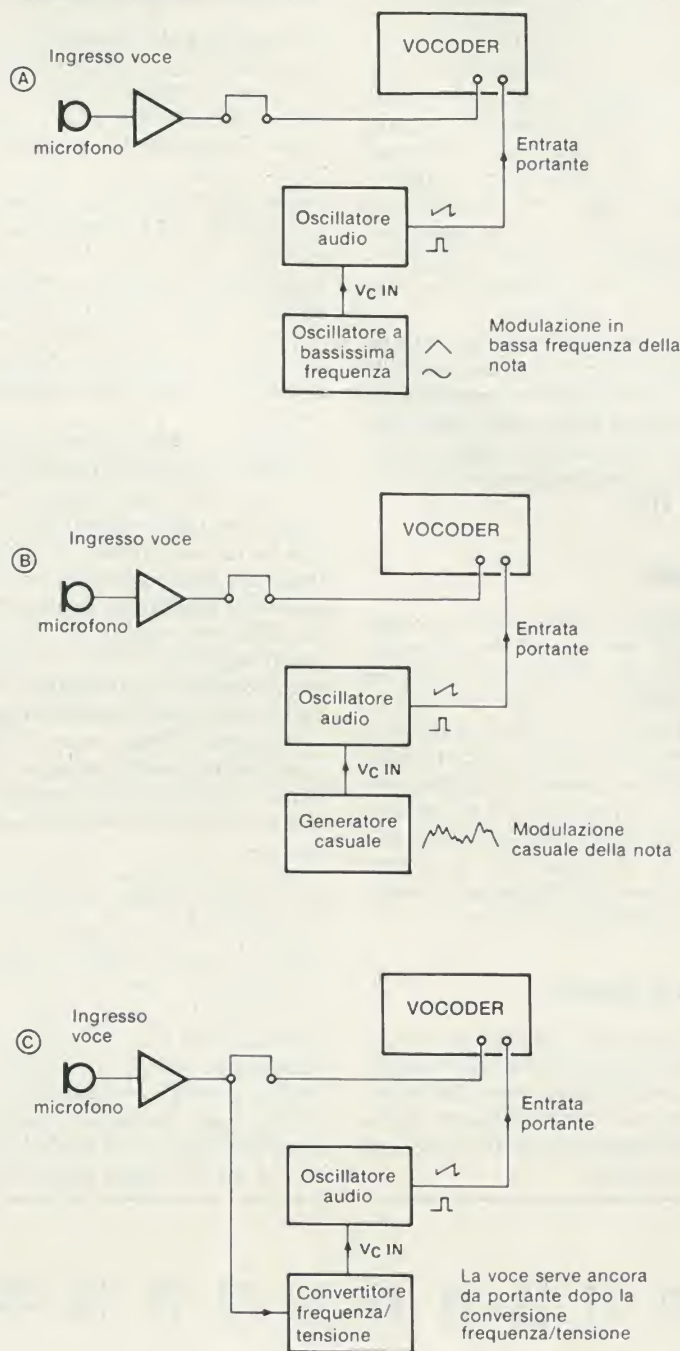 A
Ingresso voce
microfono
VOCODER
Entrata
portante
Oscillatore
audio
VC IN
Oscillatore a
bassissima
frequenza
Modulazione in
bassa frequenza della
nota
B
Ingresso voce
microfono
VOCODER
Entrata
portante
Oscillatore
audio
VC IN
Generatore
casuale
Modulazione
casuale della nota
C
Ingresso
voce
microfono
VOCODER
Entrata
portante
Oscillatore
audio
VC IN
Convertitore
frequenza/
tensione
La voce serve ancora
da portante dopo la
conversione
frequenza/tensione